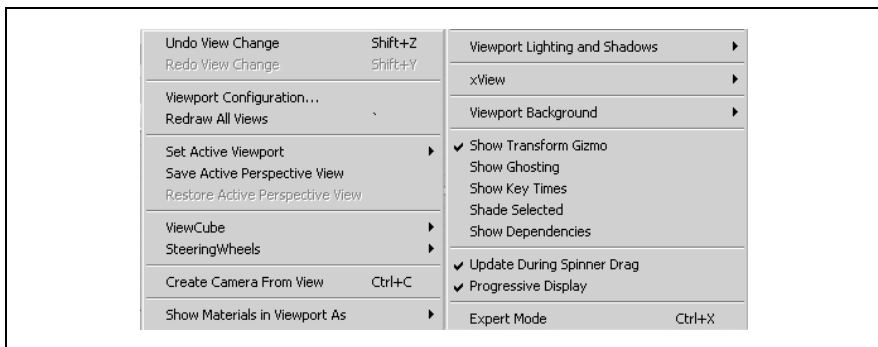 Undo View Change Shift+Z
Redo View Change Shift+Y
Viewport Configuration...
Redraw All Views `
Set Active Viewport
Save Active Perspective View
Restore Active Perspective View
ViewCube
SteeringWheels
Create Camera From View Ctrl+C
Show Materials in Viewport As
Viewport Lighting and Shadows
xView
Viewport Background
Show Transform Gizmo
Show Ghosting
Show Key Times
Shade Selected
Show Dependencies
Update During Spinner Drag
Progressive Display
Expert Mode Ctrl+X